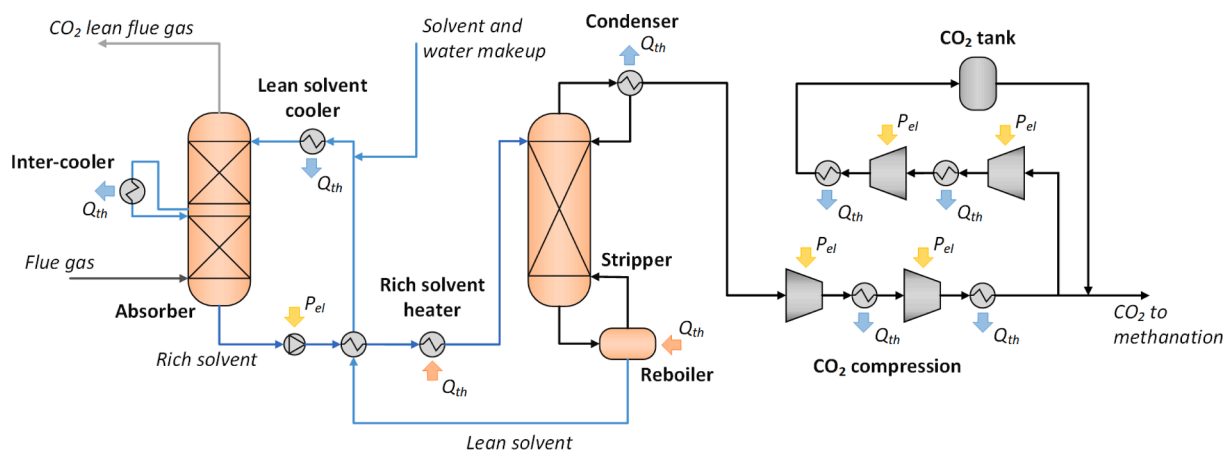 CO2 lean flue gas
Solvent and
water makeup
Condenser
Qth
CO2 tank
Lean solvent
cooler
Pel
Pel
Inter-cooler
Qth
Qth
Qth
Qth
Flue gas
Pel
Pel
Stripper
Rich solvent
heater
Absorber
Pel
CO2 to
methanation
Qth
Qth
Qth
Rich solvent
Reboiler
CO2 compression
Qth
Lean solvent